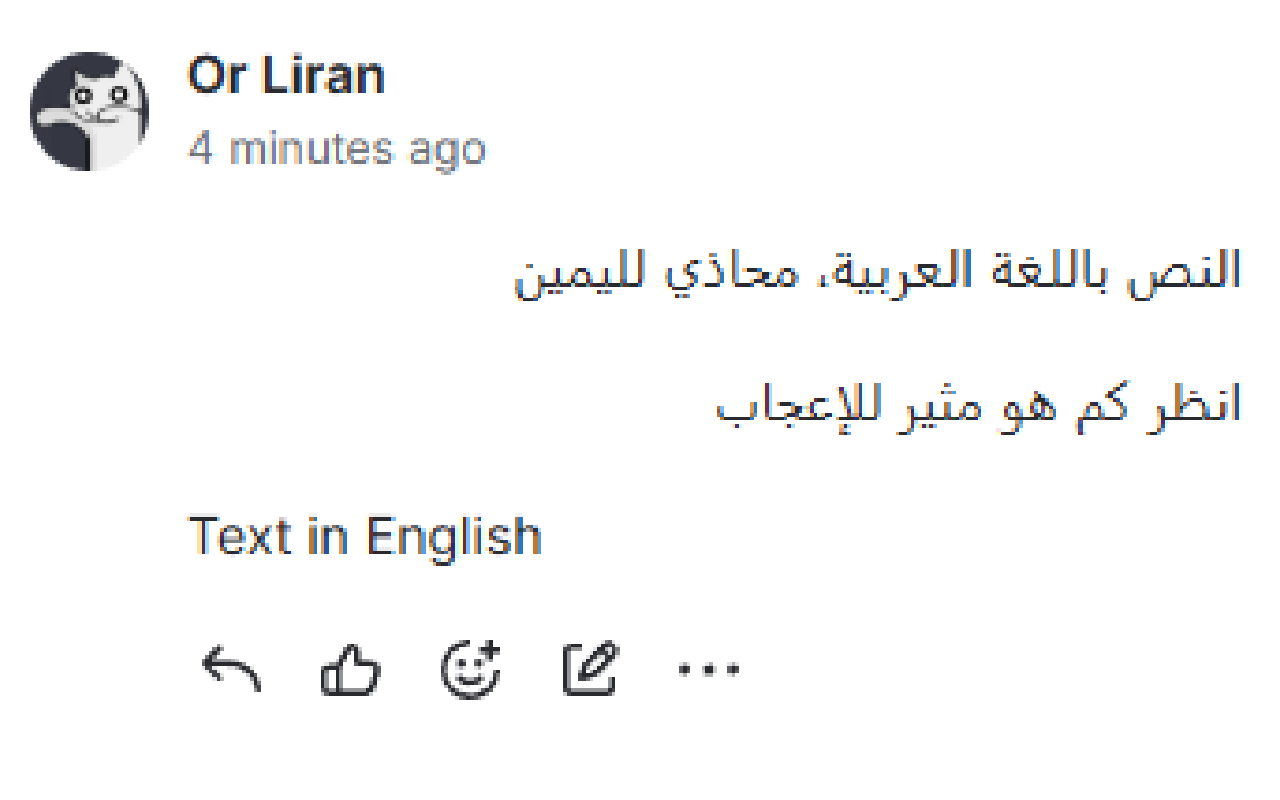 Or Liran
4 minutes ago
النص باللغة العربية، محاذي لليمين
انظر كم هو مثير للإعجاب
Text in English